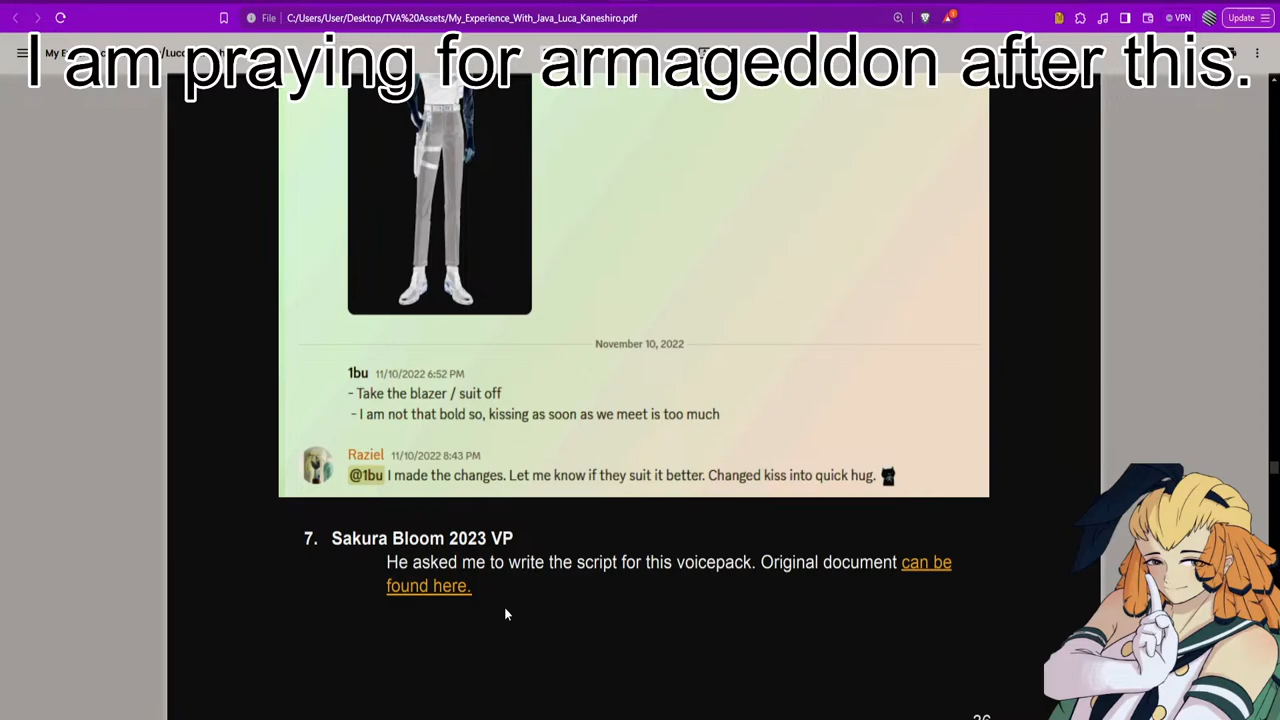 File
C:/Users/User/Desktop/TVA%20Assets/My_Experience_With_Java_Luca_Kaneshiro.pdf
VPN
Update
I am praying for armageddon after this.
November 10, 2022
1bu 11/10/2022 6:52 PM
- Take the blazer / suit off
- I am not that bold so, kissing as soon as we meet is too much
Raziel 11/10/2022 8:43 PM
@1bu I made the changes. Let me know if they suit it better. Changed kiss into quick hug.
7. Sakura Bloom 2023 VP
He asked me to write the script for this voicepack. Original document can be
found here.